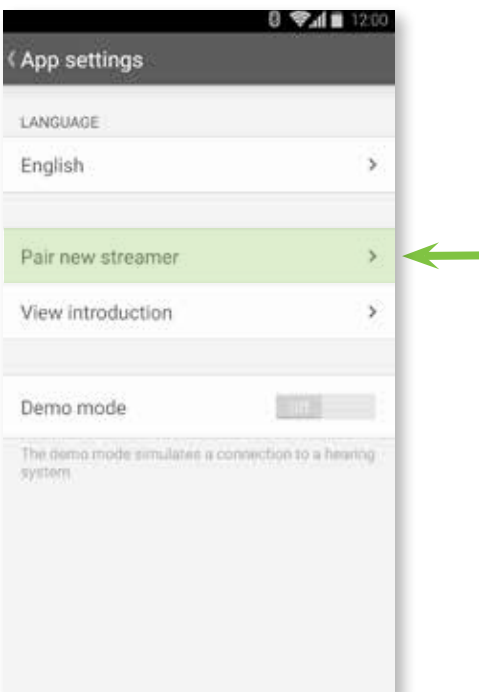 12:00
App settings
LANGUAGE
English
Pair new streamer
View introduction
Demo mode
Off
The demo mode simulates a connection to a hearing
system